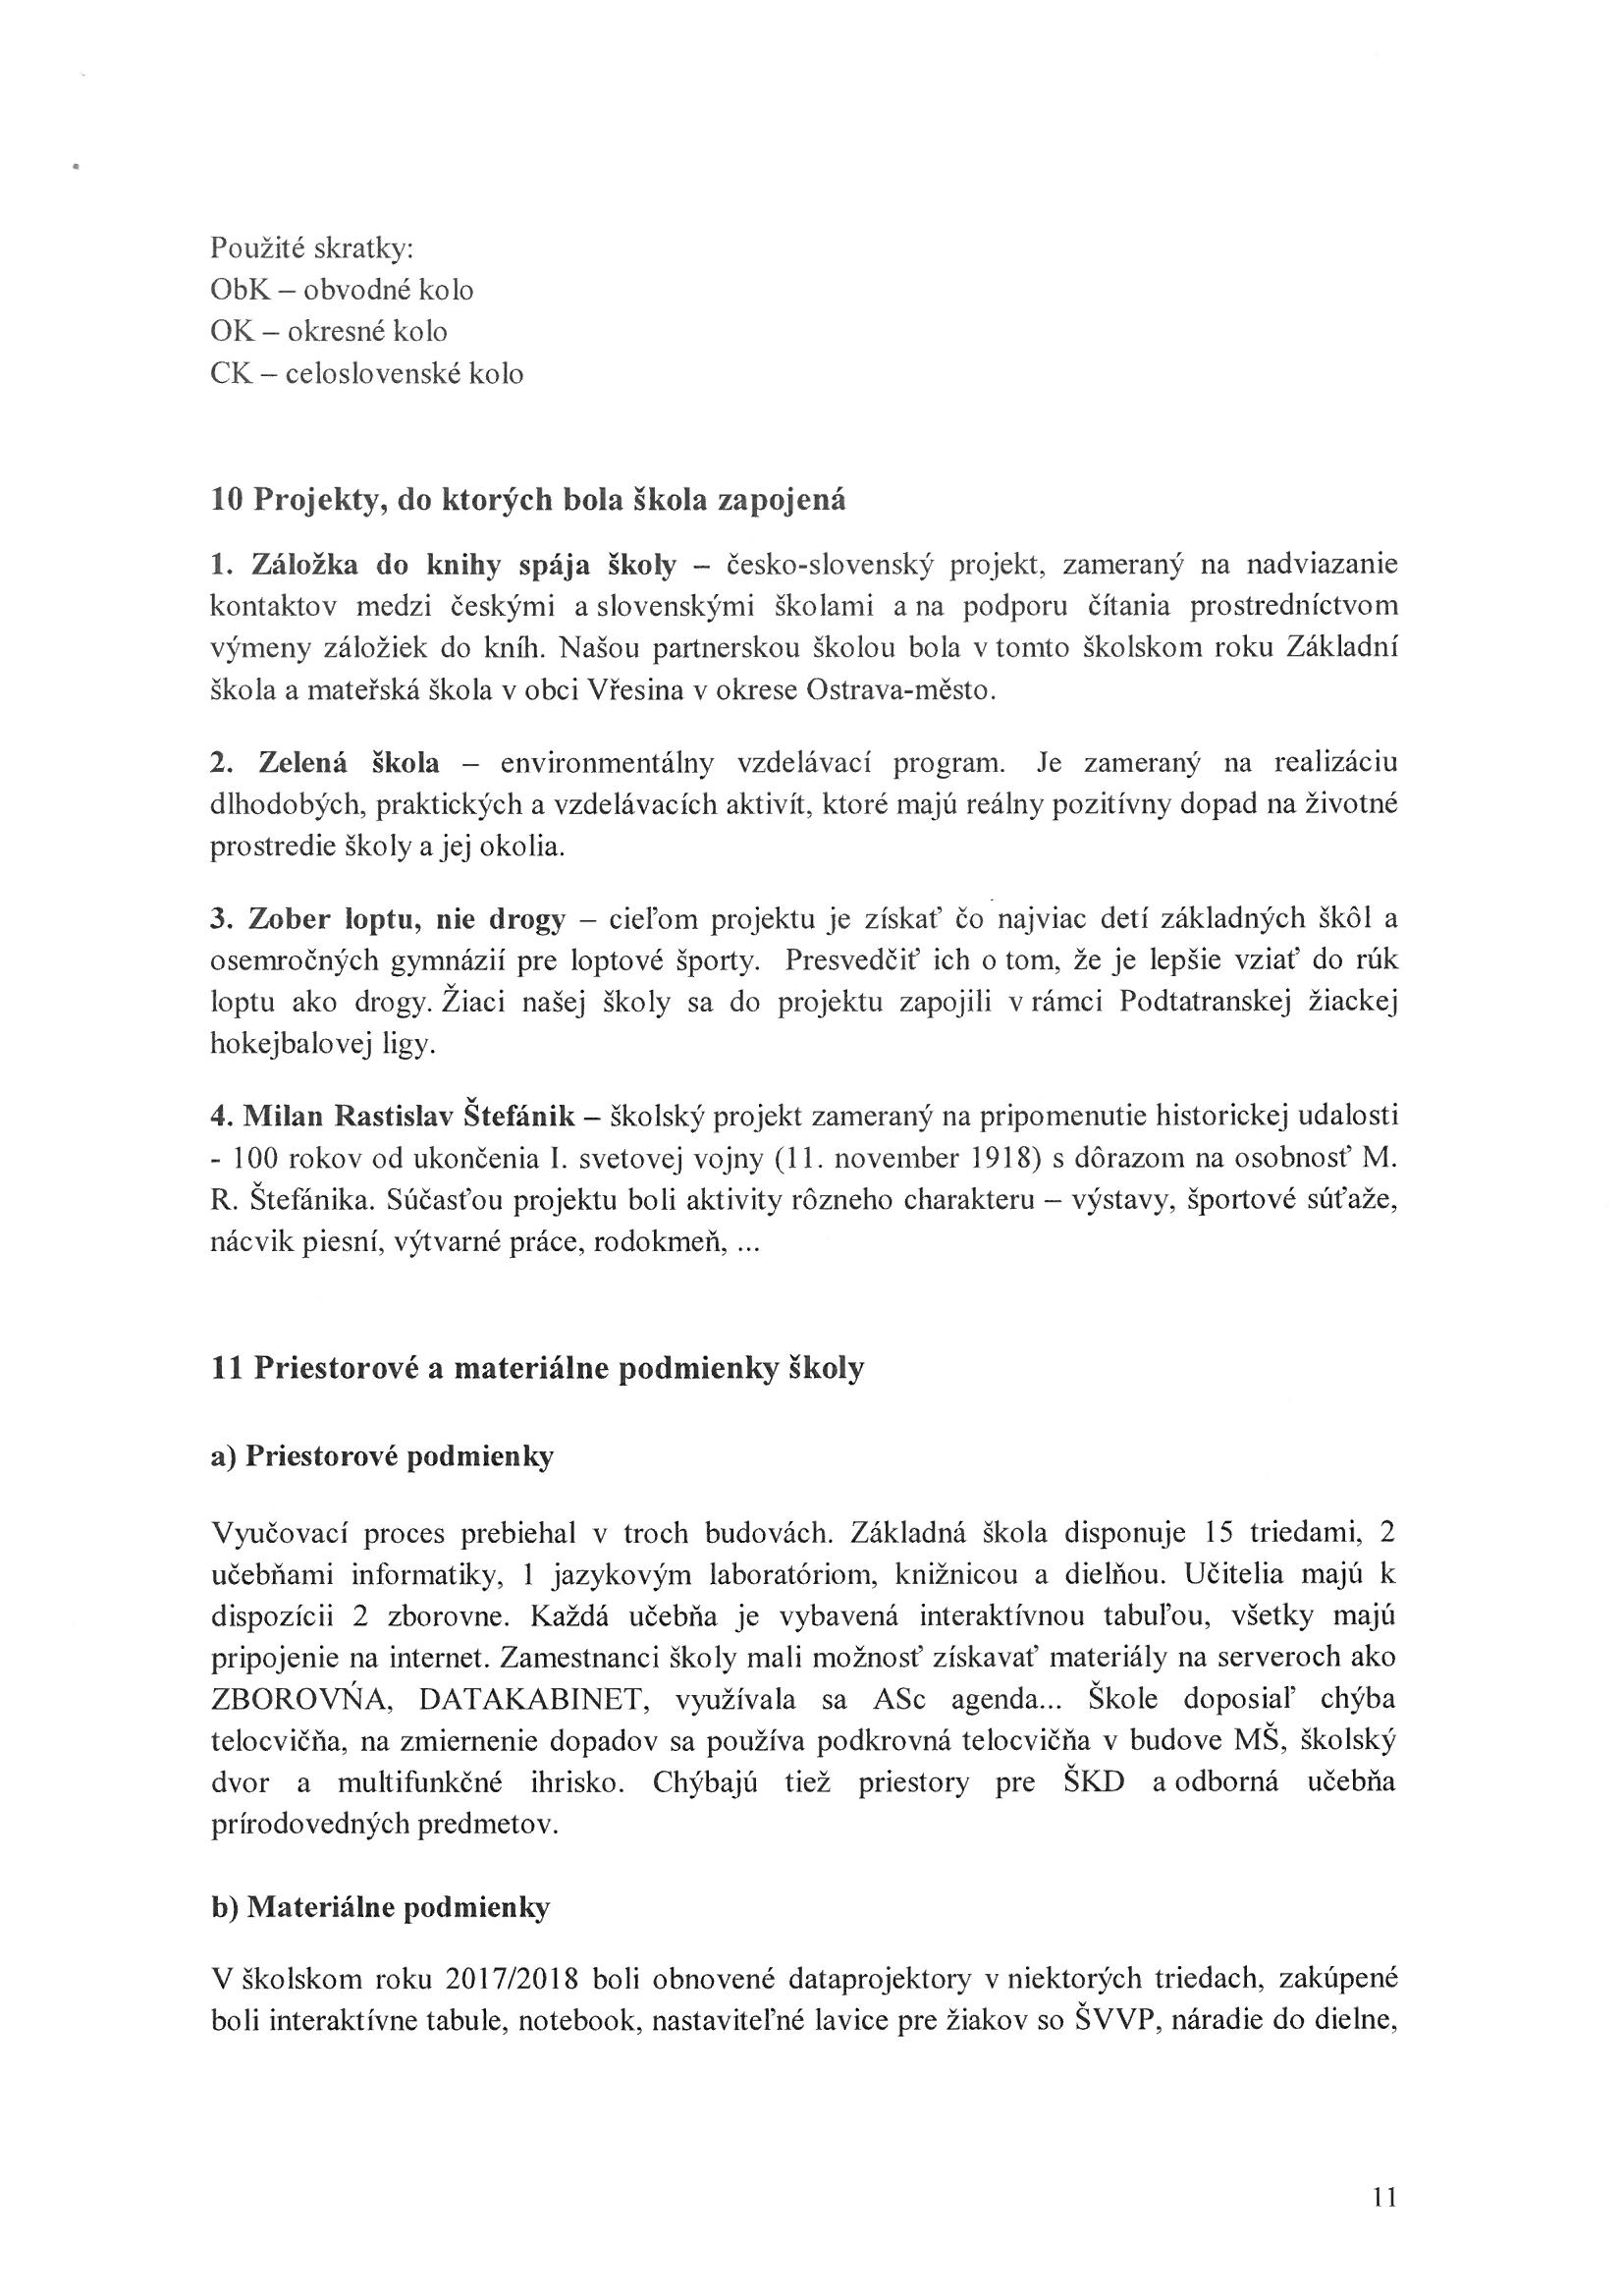 Použité skratky:
ObK – obvodné kolo
OK – okresné kolo
CK – celoslovenské kolo
10 Projekty, do ktorých bola škola zapojená
1. Záložka do knihy spája školy – česko-slovenský projekt, zameraný na nadviazanie
kontaktov medzi českými a slovenskými školami a na podporu čítania prostredníctvom
výmeny záložiek do kníh. Našou partnerskou školou bola v tomto školskom roku Základní
škola a mateřská škola v obci Vřesina v okrese Ostrava-město.
2. Zelená škola – environmentálny vzdelávací program. Je zameraný na realizáciu
dlhodobých, praktických a vzdelávacích aktivít, ktoré majú reálny pozitívny dopad na životné
prostredie školy a jej okolia.
3. Zober loptu, nie drogy – cieľom projektu je získať čo najviac detí základných škôl a
osemročných gymnázií pre loptové športy. Presvedčiť ich o tom, že je lepšie vziať do rúk
loptu ako drogy. Žiaci našej školy sa do projektu zapojili v rámci Podtatranskej žiackej
hokejbalovej ligy.
4. Milan Rastislav Štefánik – školský projekt zameraný na pripomenutie historickej udalosti
- 100 rokov od ukončenia I. svetovej vojny (11. november 1918) s dôrazom na osobnosť M.
R. Štefánika. Súčasťou projektu boli aktivity rôzneho charakteru – výstavy, športové súťaže,
nácvik piesní, výtvarné práce, rodokmeň, ...
11 Priestorové a materiálne podmienky školy
a) Priestorové podmienky
Vyučovací proces prebiehal v troch budovách. Základná škola disponuje 15 triedami, 2
učebňami informatiky, 1 jazykovým laboratóriom, knižnicou a dielňou. Učitelia majú k
dispozícii 2 zborovne. Každá učebňa je vybavená interaktívnou tabuľou, všetky majú
pripojenie na internet. Zamestnanci školy mali možnosť získavať materiály na serveroch ako
ZBOROVŃA, DATAKABINET, využívala sa ASc agenda... Škole doposiaľ chýba
telocvičňa, na zmiernenie dopadov sa používa podkrovná telocvičňa v budove MŠ, školský
dvor a multifunkčné ihrisko. Chýbajú tiež priestory pre ŠKD a odborná učebňa
prírodovedných predmetov.
b) Materiálne podmienky
V školskom roku 2017/2018 boli obnovené dataprojektory v niektorých triedach, zakúpené
boli interaktívne tabule, notebook, nastaviteľné lavice pre žiakov so ŠVVP, náradie do dielne,
11